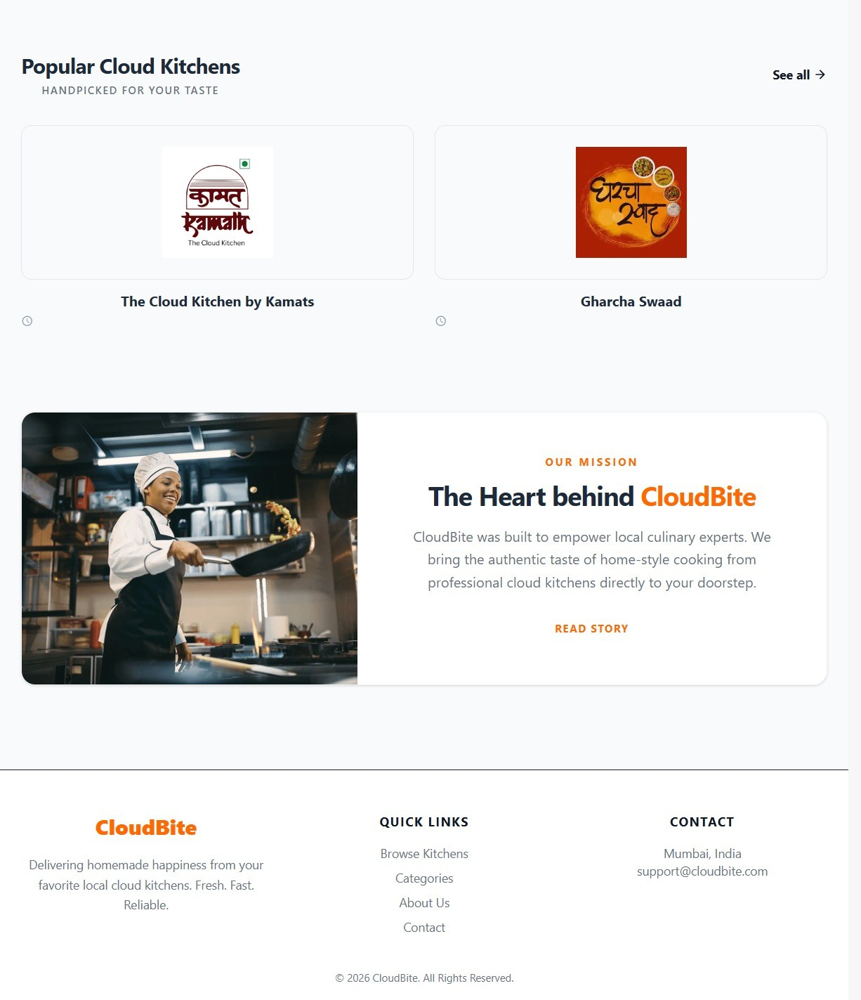 Popular Cloud Kitchens
HANDPICKED FOR YOUR TASTE
See all
कामत
kamath
The Cloud Kitchen
घरचा
स्वाद
The Cloud Kitchen by Kamats
Gharcha Swaad
OUR MISSION
The Heart behind CloudBite
CloudBite was built to empower local culinary experts. We
bring the authentic taste of home-style cooking from
professional cloud kitchens directly to your doorstep.
READ STORY
CloudBite
Delivering homemade happiness from your
favorite local cloud kitchens. Fresh. Fast.
Reliable.
QUICK LINKS
Browse Kitchens
Categories
About Us
Contact
CONTACT
Mumbai, India
support@cloudbite.com
© 2026 CloudBite. All Rights Reserved.